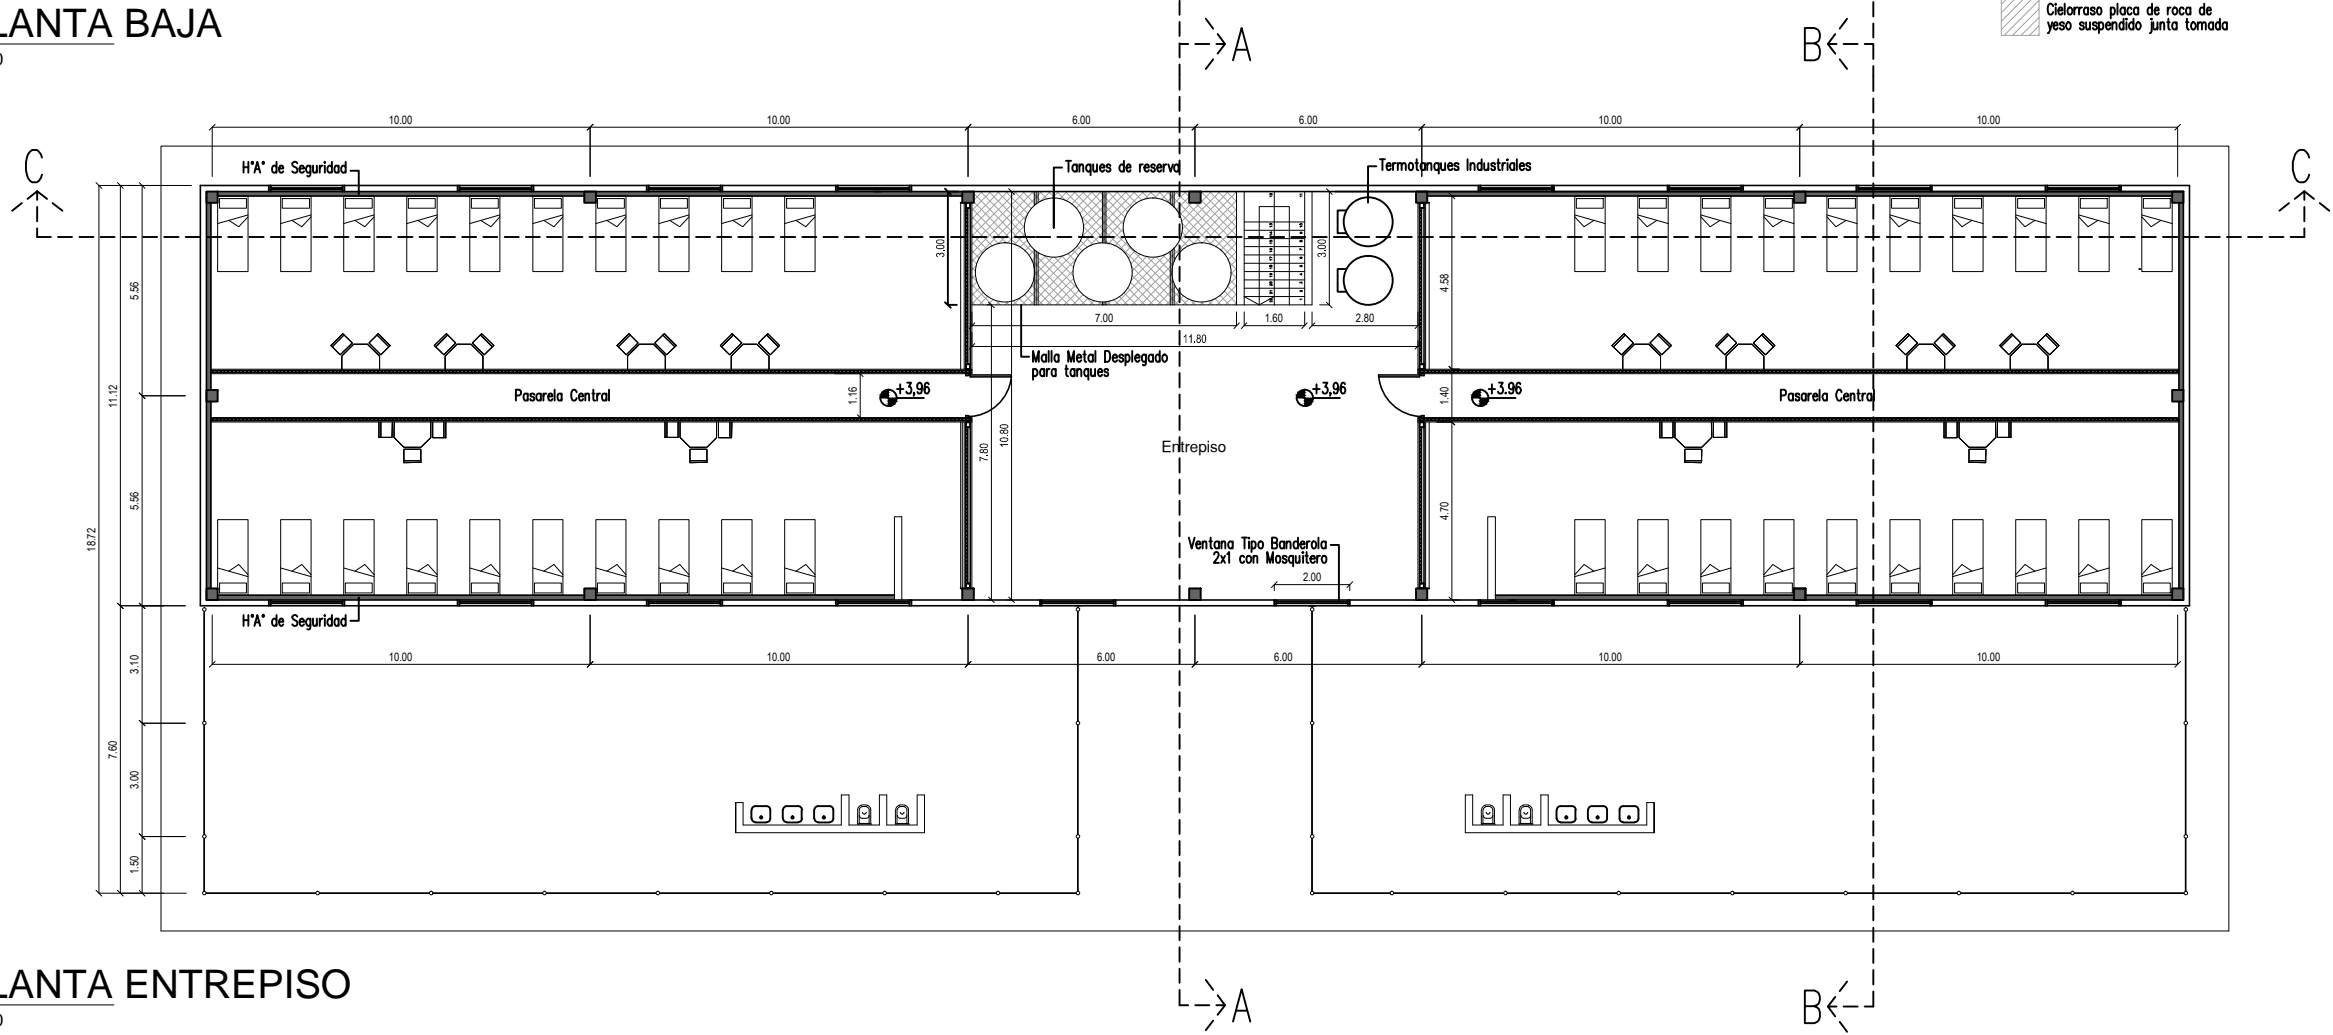 LANTA BAJA
0
Cielorraso placa de roca de
yeso suspendido junta tomada
A
B
10.00
10.00
6.00
6.00
10.00
10.00
C
C
H°A° de Seguridad
Tanques de reserva
Termotanques Industriales
3.00
3.00
5.56
4.58
7.00
1.60
2.80
11.80
Malla Metal Desplegado
para tanques
11.12
Pasarela Central
1.16
+3,96
+3,96
1.40
+3.96
Pasarela Central
7.80
10.80
Entrepiso
5.56
4.70
18.72
Ventana Tipo Banderola
2x1 con Mosquitero
2.00
H°A° de Seguridad
10.00
10.00
6.00
6.00
10.00
10.00
3.10
7.60
3.00
1.50
LANTA ENTREPISO
0
A
B